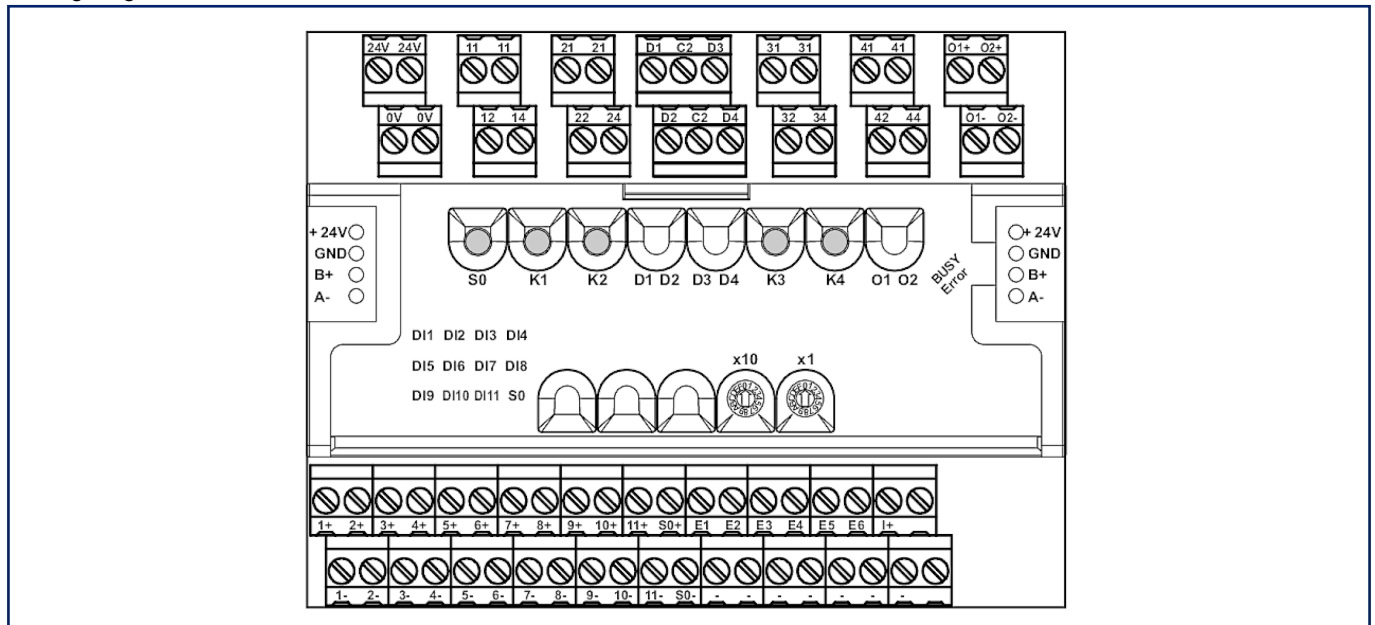 24V 24V 11 11 21 21 D1 C2 D3 31 31 41 41 O1+ O2+
0V 0V 12 14 22 24 D2 C2 D4 32 34 42 44 O1- O2-
+ 24V
GND
B+
A-
S0 K1 K2 D1 D2 D3 D4 K3 K4 O1 O2
BUSY
Error
+ 24V
GND
B+
A-
DI1 DI2 DI3 DI4
DI5 DI6 DI7 DI8
DI9 DI10 DI11 S0
x10 x1
1+ 2+ 3+ 4+ 5+ 6+ 7+ 8+ 9+ 10+ 11+ S0+ E1 E2 E3 E4 E5 E6 I+
1- 2- 3- 4- 5- 6- 7- 8- 9- 10- 11- S0- - - - - - - -